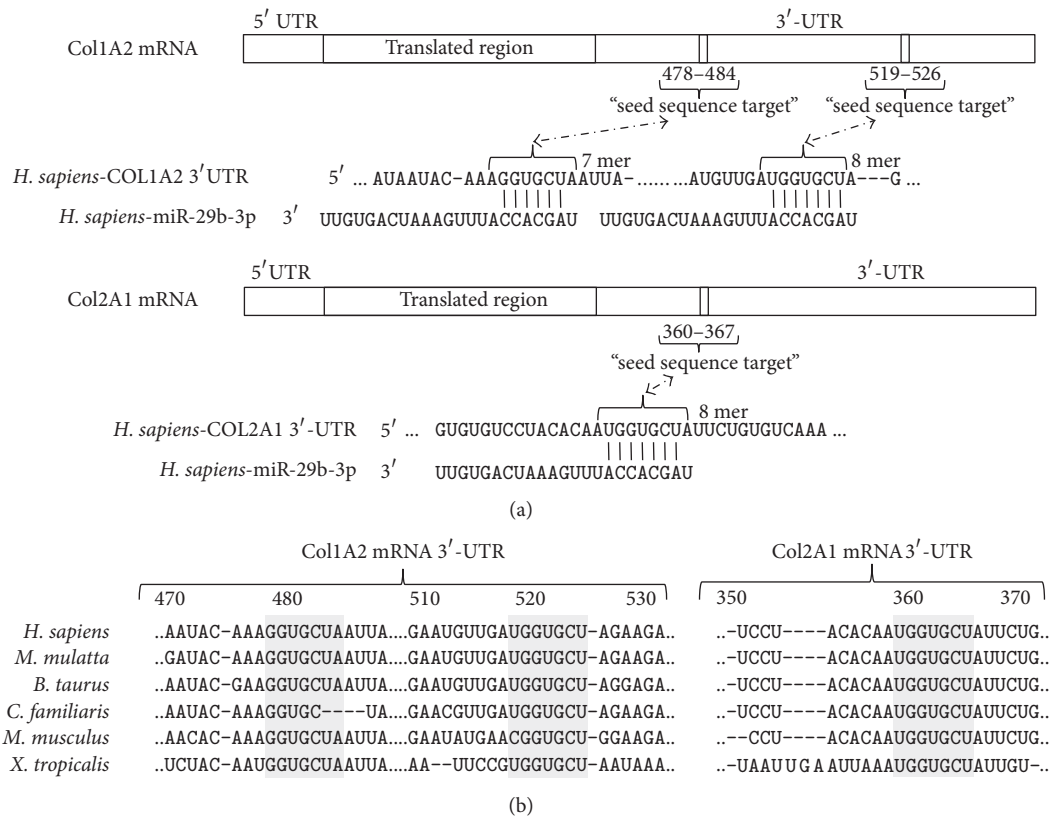 5′ UTR 3′-UTR
Col1A2 mRNA Translated region
478–484 519–526
“seed sequence target” “seed sequence target”
7 mer 8 mer
H. sapiens-COL1A2 3′UTR 5′ ... AUAAUAC-AAAGGUGCUAAUUA-....... ...AUGUUGAUGGUGCUA---G ...
H. sapiens-miR-29b-3p 3′ UUGUGACUAAAGUUUACCACGAU UUGUGACUAAAGUUUACCACGAU
5′UTR 3′-UTR
Col2A1 mRNA Translated region
360–367
“seed sequence target”
8 mer
H. sapiens-COL2A1 3′-UTR 5′ ... GUGUGUCCUACACAAUGGUGCUAUUCUGUGUCAAA ...
H. sapiens-miR-29b-3p 3′ UUGUGACUAAAGUUUACCACGAU
(a)
Col1A2 mRNA 3′-UTR Col2A1 mRNA 3′-UTR
470 480 510 520 530 350 360 370
H. sapiens ..AAUAC-AAAGGUGCUAAUUA....GAAUGUUGAUGGUGCU-AGAAGA.. ..-UCCU----ACACAAUGGUGCUAUUCUG..
M. mulatta ..GAUAC-AAAGGUGCUAAUUA....GAAUGUUGAUGGUGCU-AGAAGA.. ..-UCCU----ACACAAUGGUGCUAUUCUG..
B. taurus ..AAUAC-GAAGGUGCUAAUUA....GAAUGUUGAUGGUGCU-AGGAGA.. ..-UCCU----ACACAAUGGUGCUAUUCUG..
C. familiaris ..AAUAC-AAAGGUGC----UA....GAACGUUGAUGGUGCU-AGAAGA.. ..-UCCU----ACACAAUGGUGCUAUUCUG..
M. musculus ..AACAC-AAAGGUGCUAAUUA....GAAUAUGAACGGUGCU-GGAAGA.. ..--CCU----ACACAAUGGUGCUAUUCUG..
X. tropicalis ..UCUAC-AAUGGUGCUAAUUA....AA--UUCCGUGGUGCU-AAUAAA.. ..-UAAUUGAAUUAAAUGGUGCUAUUGU-..
(b)